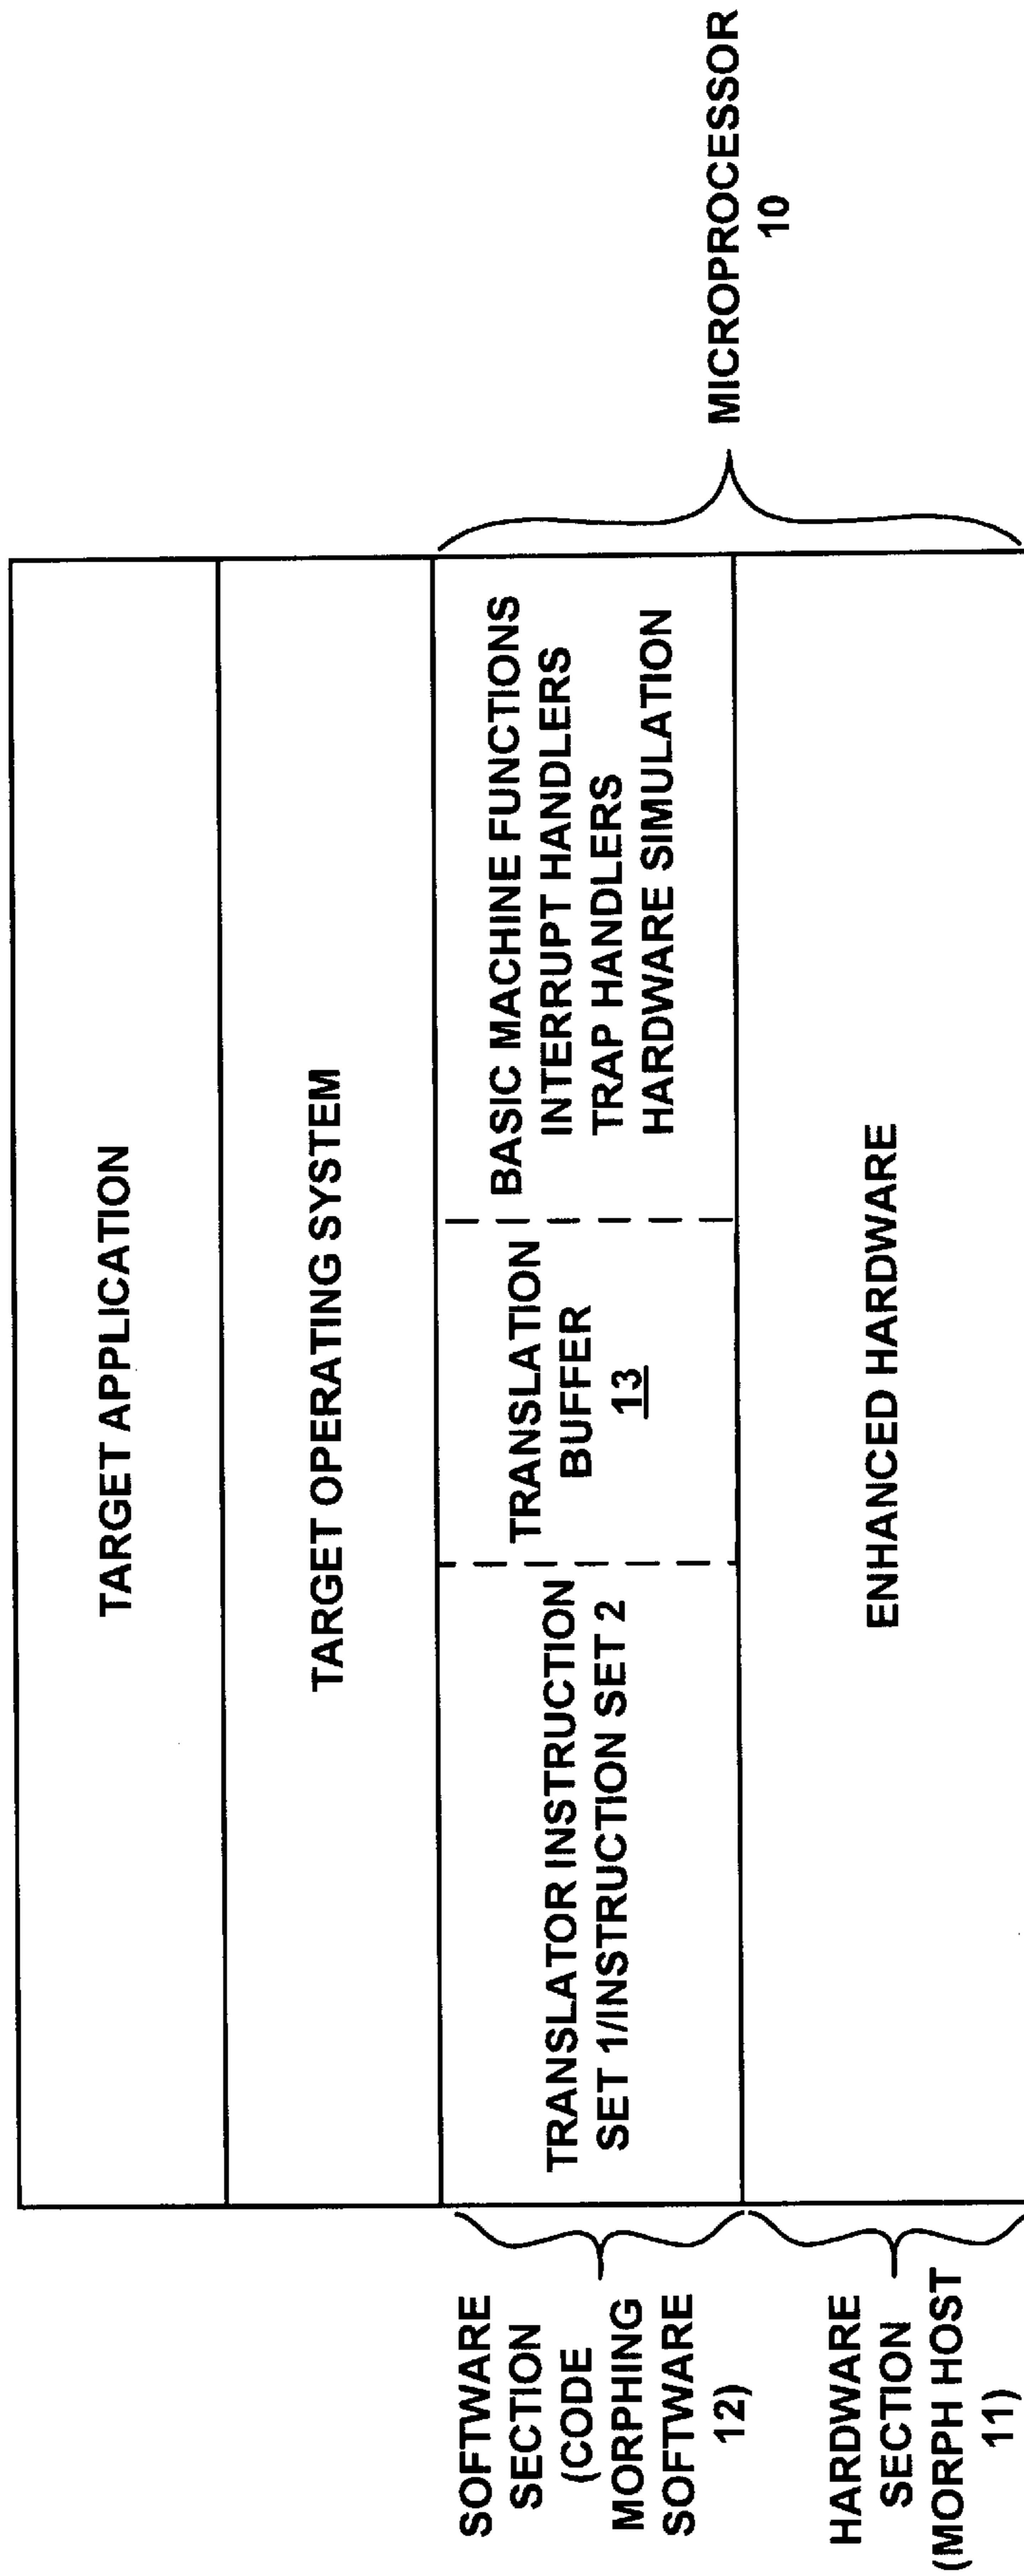 TARGET APPLICATION
TARGET OPERATING SYSTEM
SOFTWARE
SECTION
(CODE
MORPHING
SOFTWARE
12)
TRANSLATOR INSTRUCTION
SET 1/INSTRUCTION SET 2
TRANSLATION
BUFFER
13
BASIC MACHINE FUNCTIONS
INTERRUPT HANDLERS
TRAP HANDLERS
HARDWARE SIMULATION
MICROPROCESSOR
10
HARDWARE
SECTION
(MORPH HOST
11)
ENHANCED HARDWARE